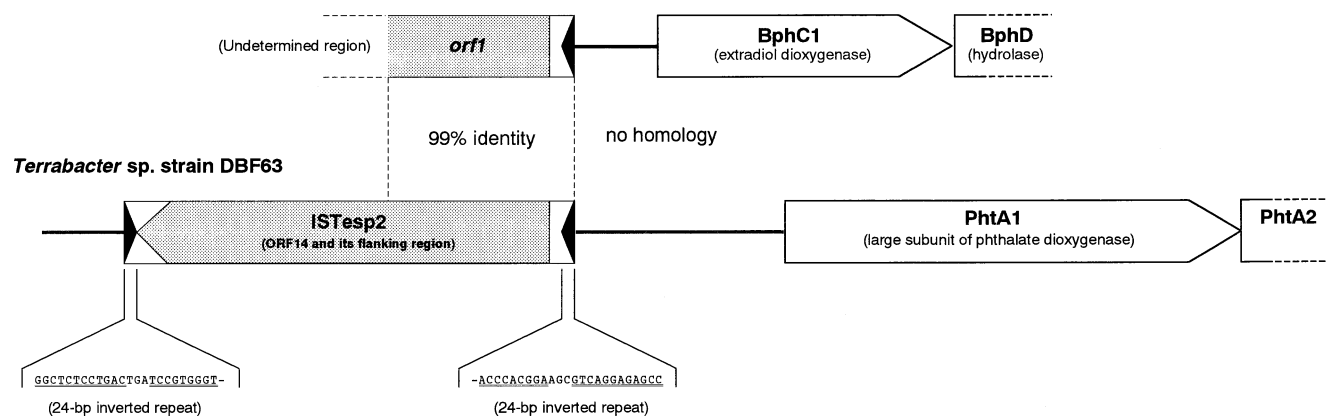 (Undetermined region)
orf1
BphC1
(extradiol dioxygenase)
BphD
(hydrolase)
99% identity
no homology
Terrabacter sp. strain DBF63
ISTesp2
(ORF14 and its flanking region)
PhtA1
(large subunit of phthalate dioxygenase)
PhtA2
GGCTCTCCTGACTGATCCGTGGGT-
-ACCCACGGAAGCGTCAGGAGAGCC
(24-bp inverted repeat)
(24-bp inverted repeat)